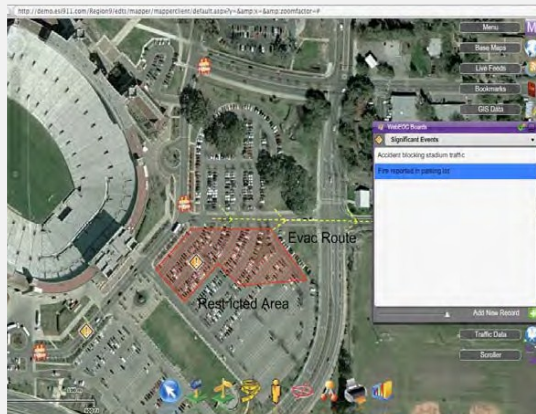 http://demo.esi911.com/Region9/edts/mapper/mapperclient/default.aspx?y=&amp;x=&amp;zoomfactor=#
Menu
Base Maps
Live Feeds
Bookmarks
GIS Data
WebEOC Boards
Significant Events
Accident blocking stadium traffic
Fire reported in parking lot
Evac Route
Restricted Area
Add New Record
Traffic Data
Scroller